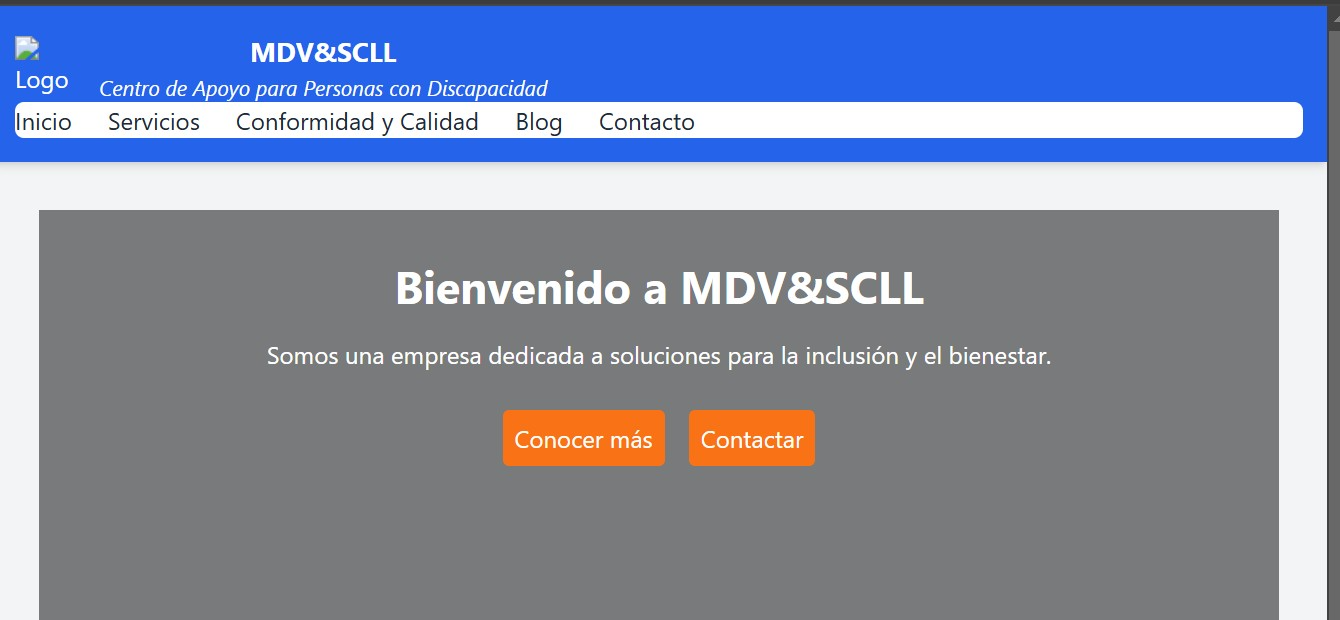 MDV&SCLL
Logo
Centro de Apoyo para Personas con Discapacidad
Inicio Servicios Conformidad y Calidad Blog Contacto
Bienvenido a MDV&SCLL
Somos una empresa dedicada a soluciones para la inclusión y el bienestar.
Conocer más Contactar